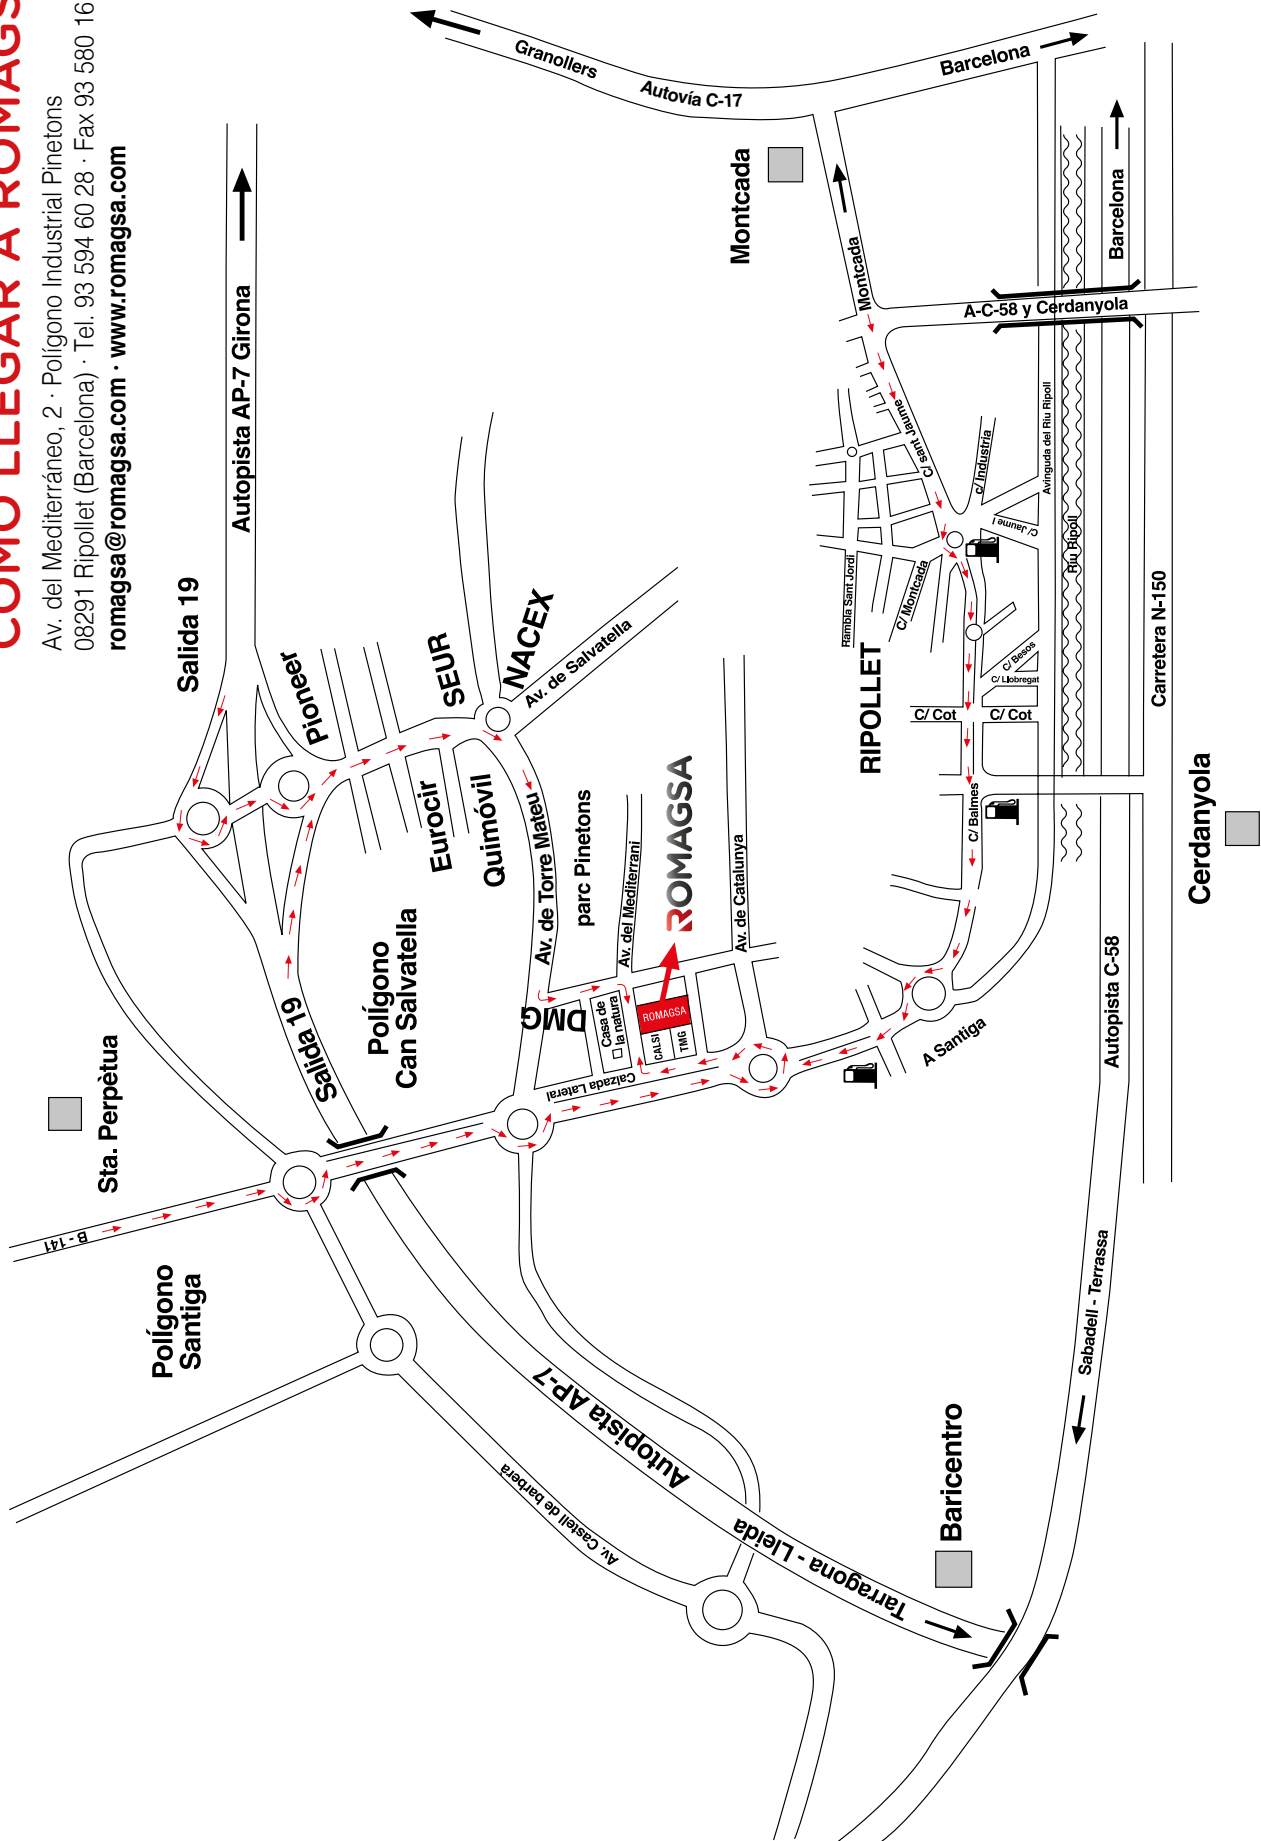 COMO LLEGAR A ROMAGS
Av. del Mediterráneo, 2 · Polígono Industrial Pinetons
08291 Ripollet (Barcelona) · Tel. 93 594 60 28 · Fax 93 580 16
romagsa@romagsa.com · www.romagsa.com
Sta. Perpètua
B - 141
Polígono
Santiga
Salida 19
Autopista AP-7 Girona
Pioneer
Salida 19
Polígono
Can Salvatella
SEUR
NACEX
Eurocir
Quimóvil
Av. de Salvatella
Av. de Torre Mateu
parc Pinetons
DMG
Casa de
la natura
Av. del Mediterrani
ROMAGSA
ROMAGSA
CALSI
TMG
Calzada Lateral
Av. de Catalunya
Autopista AP-7
Tarragona - Lleida
Av. Castell de barberà
Baricentro
Granollers
Autovía C-17
Barcelona
Montcada
Montcada
A-C-58 y Cerdanyola
Barcelona
C/ sant Jaume
c/ Industria
C/ Jaume I
Avinguda del Riu Ripoll
Riu Ripoll
Rambla Sant Jordi
C/ Montcada
RIPOLLET
C/ Besos
C/ Llobregat
C/ Cot
C/ Cot
C/ Balmes
Carretera N-150
Cerdanyola
A Santiga
Autopista C-58
Sabadell - Terrassa